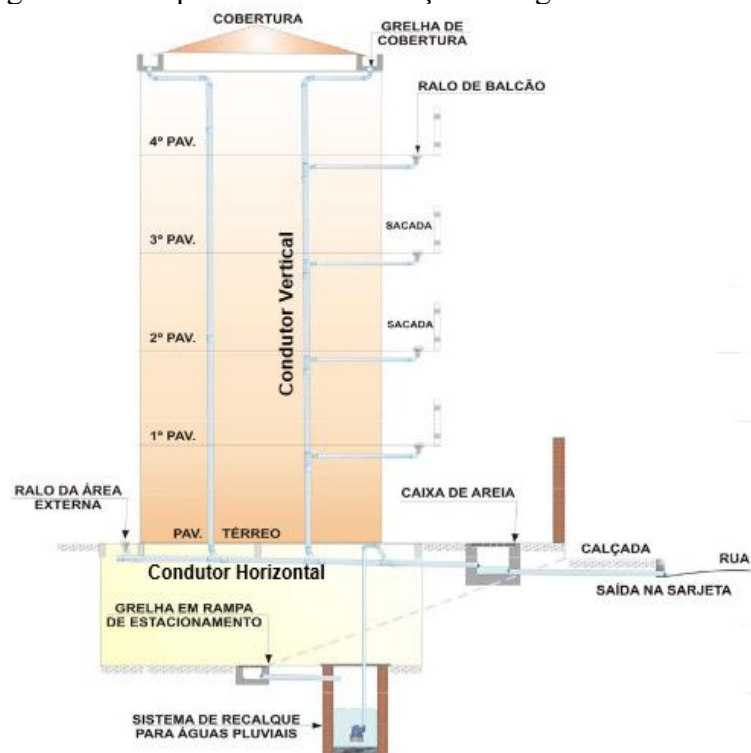 COBERTURA
GRELHA DE
COBERTURA
RALO DE BALCÃO
4º PAV.
SACADA
3º PAV.
Condutor Vertical
SACADA
2º PAV.
1º PAV.
RALO DA ÁREA
EXTERNA
CAIXA DE AREIA
PAV. TÉRREO
CALÇADA
RUA
Condutor Horizontal
SAÍDA NA SARJETA
GRELHA EM RAMPA
DE ESTACIONAMENTO
SISTEMA DE RECALQUE
PARA ÁGUAS PLUVIAIS